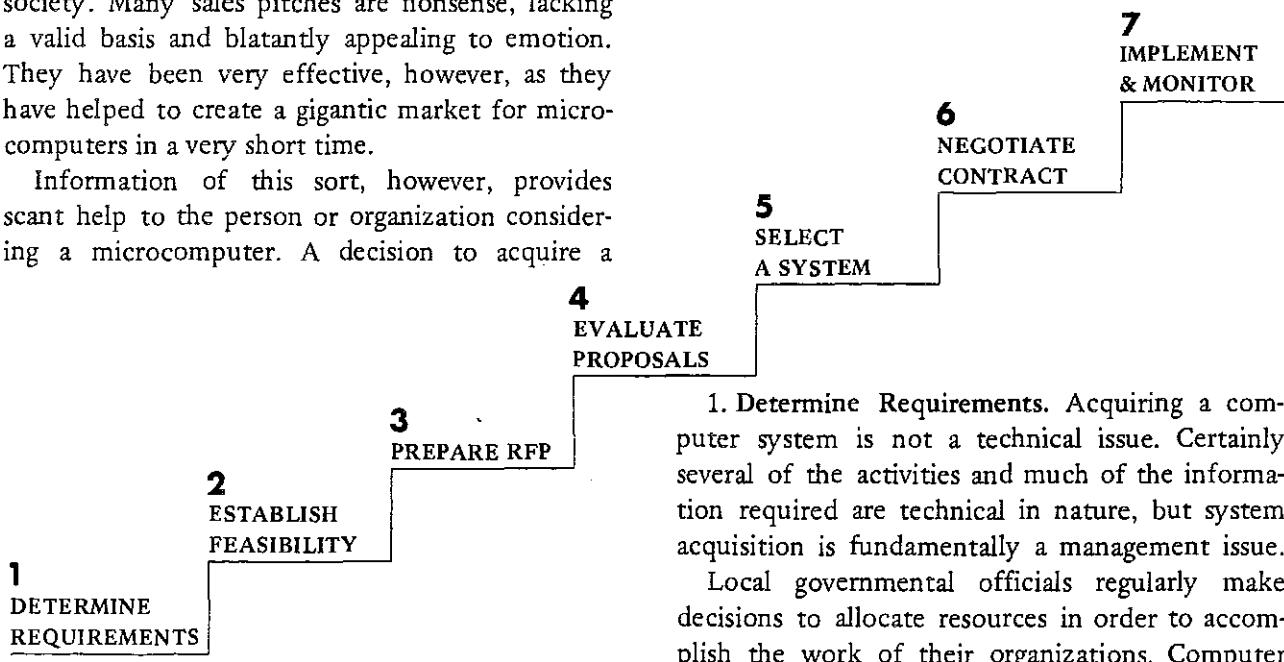 society. Many sales pitches are nonsense, lacking
a valid basis and blatantly appealing to emotion.
They have been very effective, however, as they
have helped to create a gigantic market for micro-
computers in a very short time.
Information of this sort, however, provides
scant help to the person or organization consider-
ing a microcomputer. A decision to acquire a
1
DETERMINE
REQUIREMENTS
2
ESTABLISH
FEASIBILITY
3
PREPARE RFP
4
EVALUATE
PROPOSALS
5
SELECT
A SYSTEM
6
NEGOTIATE
CONTRACT
7
IMPLEMENT
& MONITOR
1. Determine Requirements. Acquiring a com-
puter system is not a technical issue. Certainly
several of the activities and much of the informa-
tion required are technical in nature, but system
acquisition is fundamentally a management issue.
Local governmental officials regularly make
decisions to allocate resources in order to accom-
plish the work of their organizations. Computer